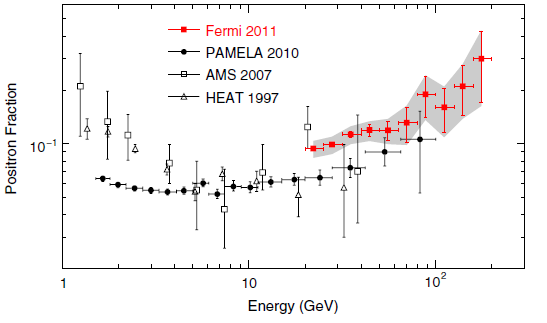 Fermi 2011
PAMELA 2010
AMS 2007
HEAT 1997
Positron Fraction
10⁻¹
1
10
10²
Energy (GeV)